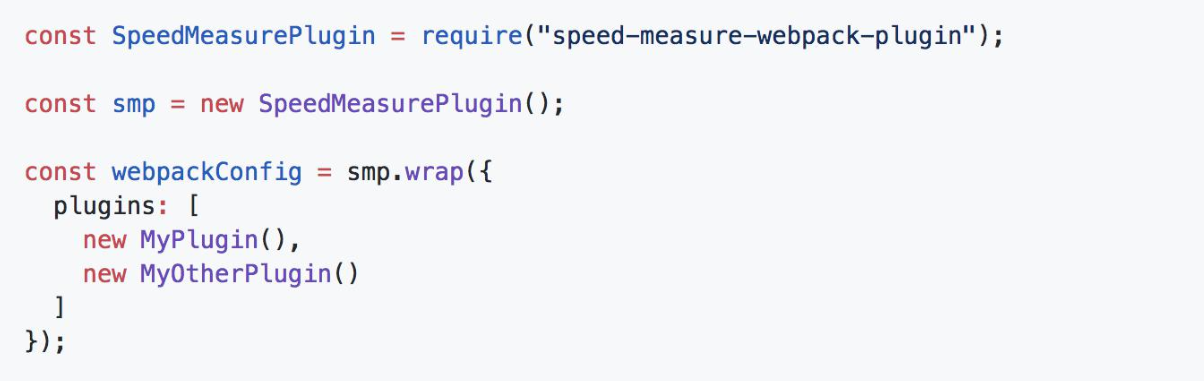 const SpeedMeasurePlugin = require("speed-measure-webpack-plugin");

const smp = new SpeedMeasurePlugin();

const webpackConfig = smp.wrap({
  plugins: [
    new MyPlugin(),
    new MyOtherPlugin()
  ]
});